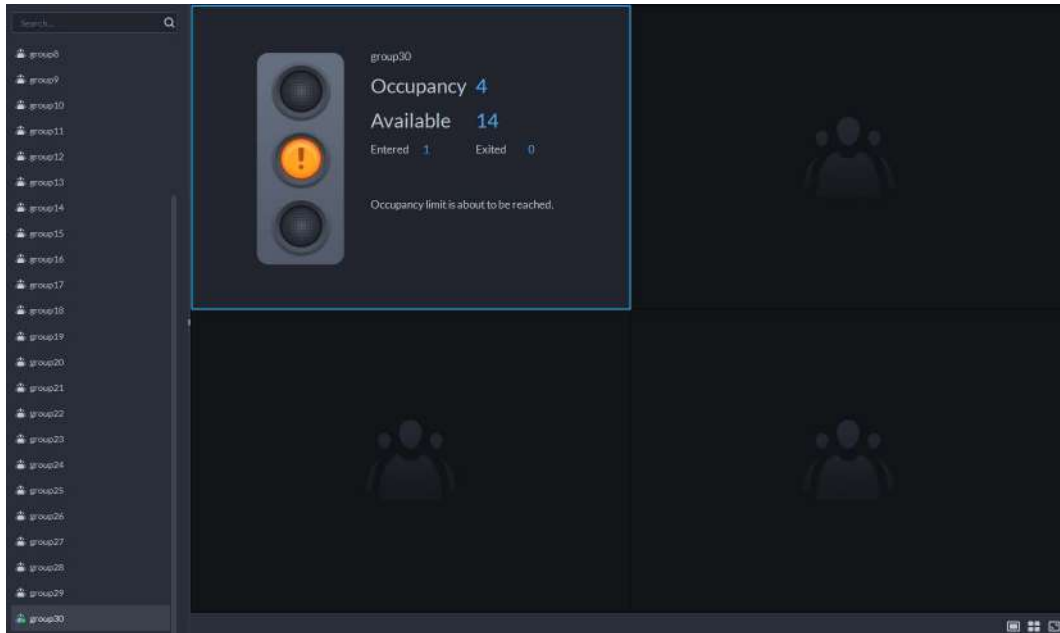 Search...
group8
group9
group10
group11
group12
group13
group14
group15
group16
group17
group18
group19
group20
group21
group22
group23
group24
group25
group26
group27
group28
group29
group30
group30
Occupancy 4
Available 14
Entered 1 Exited 0
!
Occupancy limit is about to be reached.